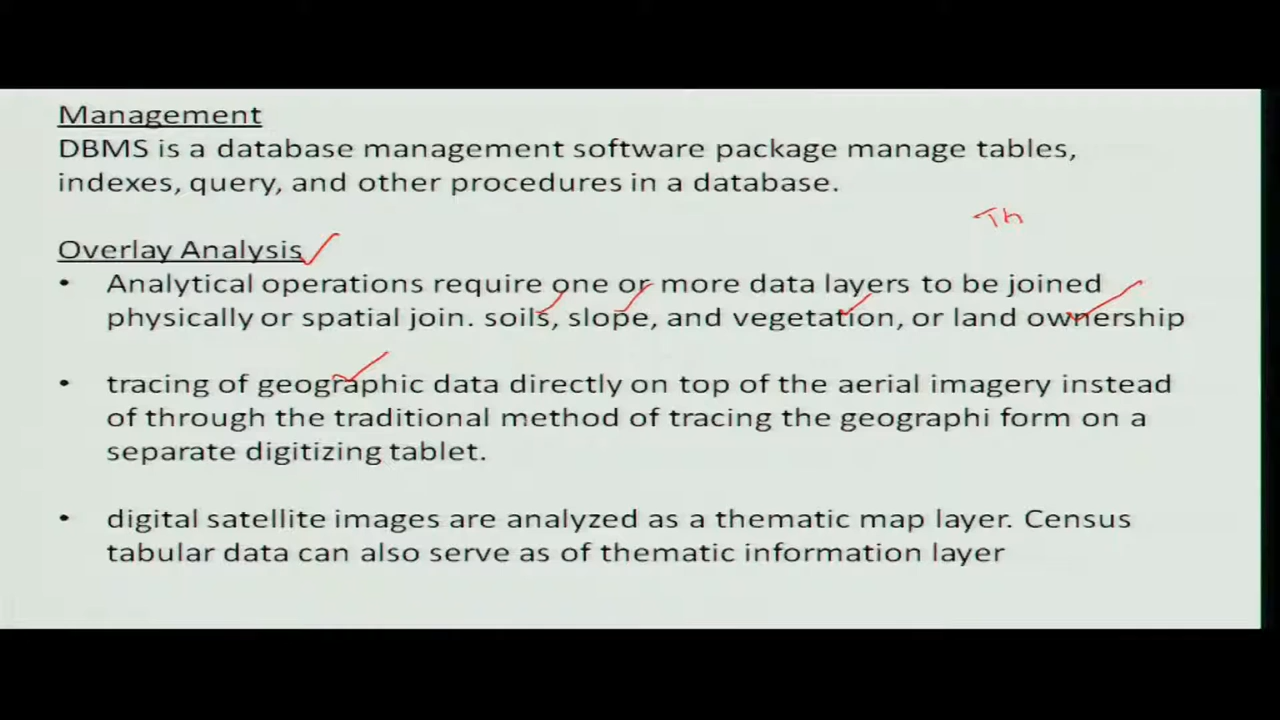 Management
DBMS is a database management software package manage tables,
indexes, query, and other procedures in a database.
Th
Overlay Analysis
• Analytical operations require one or more data layers to be joined
physically or spatial join. soils, slope, and vegetation, or land ownership
• tracing of geographic data directly on top of the aerial imagery instead
of through the traditional method of tracing the geographi form on a
separate digitizing tablet.
• digital satellite images are analyzed as a thematic map layer. Census
tabular data can also serve as of thematic information layer